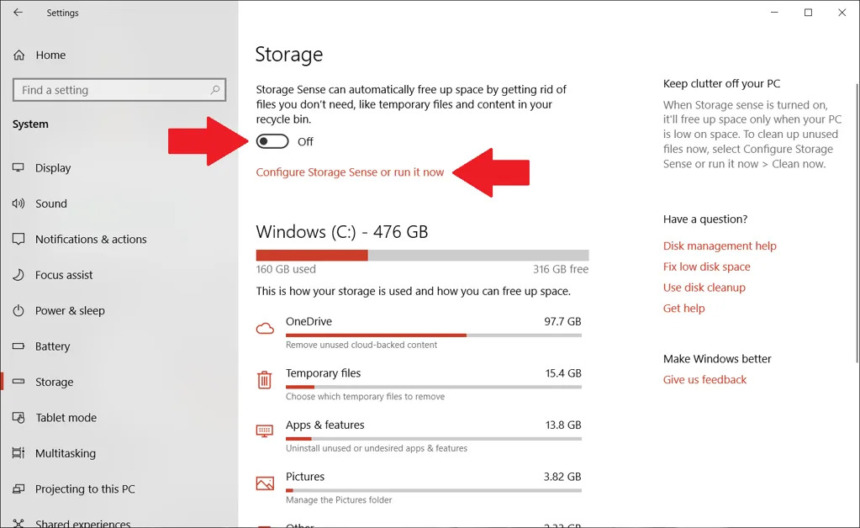 Settings
Home
Find a setting
System
Display
Sound
Notifications & actions
Focus assist
Power & sleep
Battery
Storage
Tablet mode
Multitasking
Projecting to this PC
Shared experiences
Storage
Storage Sense can automatically free up space by getting rid of
files you don't need, like temporary files and content in your
recycle bin.
Off
Configure Storage Sense or run it now
Windows (C:) - 476 GB
160 GB used 316 GB free
This is how your storage is used and how you can free up space.
OneDrive 97.7 GB
Remove unused cloud-backed content
Temporary files 15.4 GB
Choose which temporary files to remove
Apps & features 13.8 GB
Uninstall unused or undesired apps & features
Pictures 3.82 GB
Manage the Pictures folder
Other 2.33 GB
Keep clutter off your PC
When Storage sense is turned on,
it'll free up space only when your PC
is low on space. To clean up unused
files now, select Configure Storage
Sense or run it now > Clean now.
Have a question?
Disk management help
Fix low disk space
Use disk cleanup
Get help
Make Windows better
Give us feedback